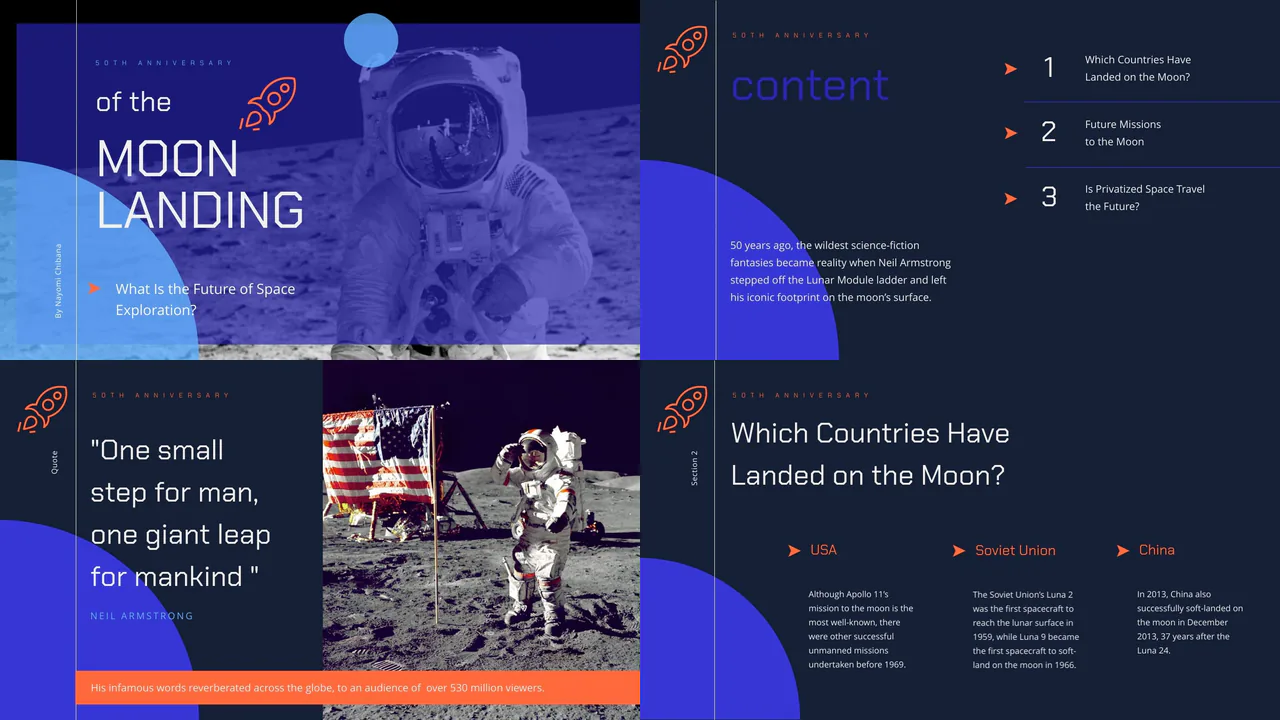 50TH ANNIVERSARY
of the
MOON
LANDING
What Is the Future of Space
Exploration?
By Nayomi Chibana
50TH ANNIVERSARY
content
1
Which Countries Have
Landed on the Moon?
2
Future Missions
to the Moon
3
Is Privatized Space Travel
the Future?
50 years ago, the wildest science-fiction
fantasies became reality when Neil Armstrong
stepped off the Lunar Module ladder and left
his iconic footprint on the moon's surface.
50TH ANNIVERSARY
Quote
"One small
step for man,
one giant leap
for mankind "
NEIL ARMSTRONG
His infamous words reverberated across the globe, to an audience of over 530 million viewers.
50TH ANNIVERSARY
Section 2
Which Countries Have
Landed on the Moon?
USA
Although Apollo 11's
mission to the moon is the
most well-known, there
were other successful
unmanned missions
undertaken before 1969.
Soviet Union
The Soviet Union's Luna 2
was the first spacecraft to
reach the lunar surface in
1959, while Luna 9 became
the first spacecraft to soft-
land on the moon in 1966.
China
In 2013, China also
successfully soft-landed on
the moon in December
2013, 37 years after the
Luna 24.